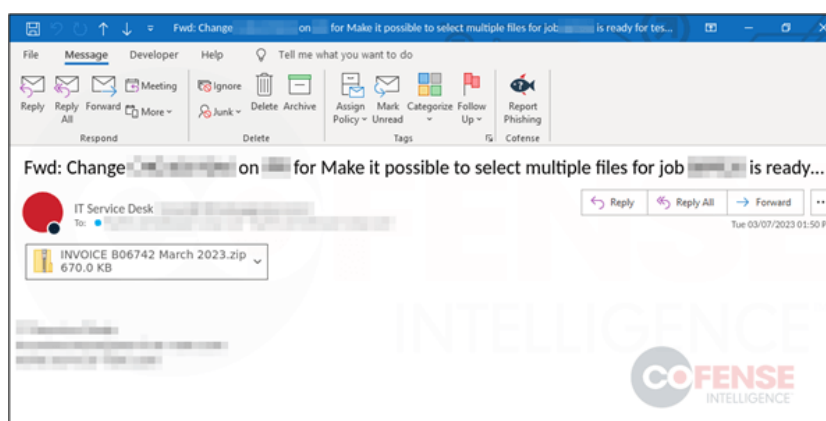 Fwd: Change on for Make it possible to select multiple files for job is ready for tes...
File Message Developer Help Tell me what you want to do
Reply Reply All Forward Meeting More Ignore Junk Delete Archive Assign Policy Mark Unread Categorize Follow Up Report Phishing
Respond Delete Tags Cofense
Fwd: Change on for Make it possible to select multiple files for job is ready...
IT Service Desk
To:
Reply Reply All Forward ...
Tue 03/07/2023 01:50 P
INVOICE B06742 March 2023.zip
670.0 KB
INTELLIGENCE
COFENSE
INTELLIGENCE